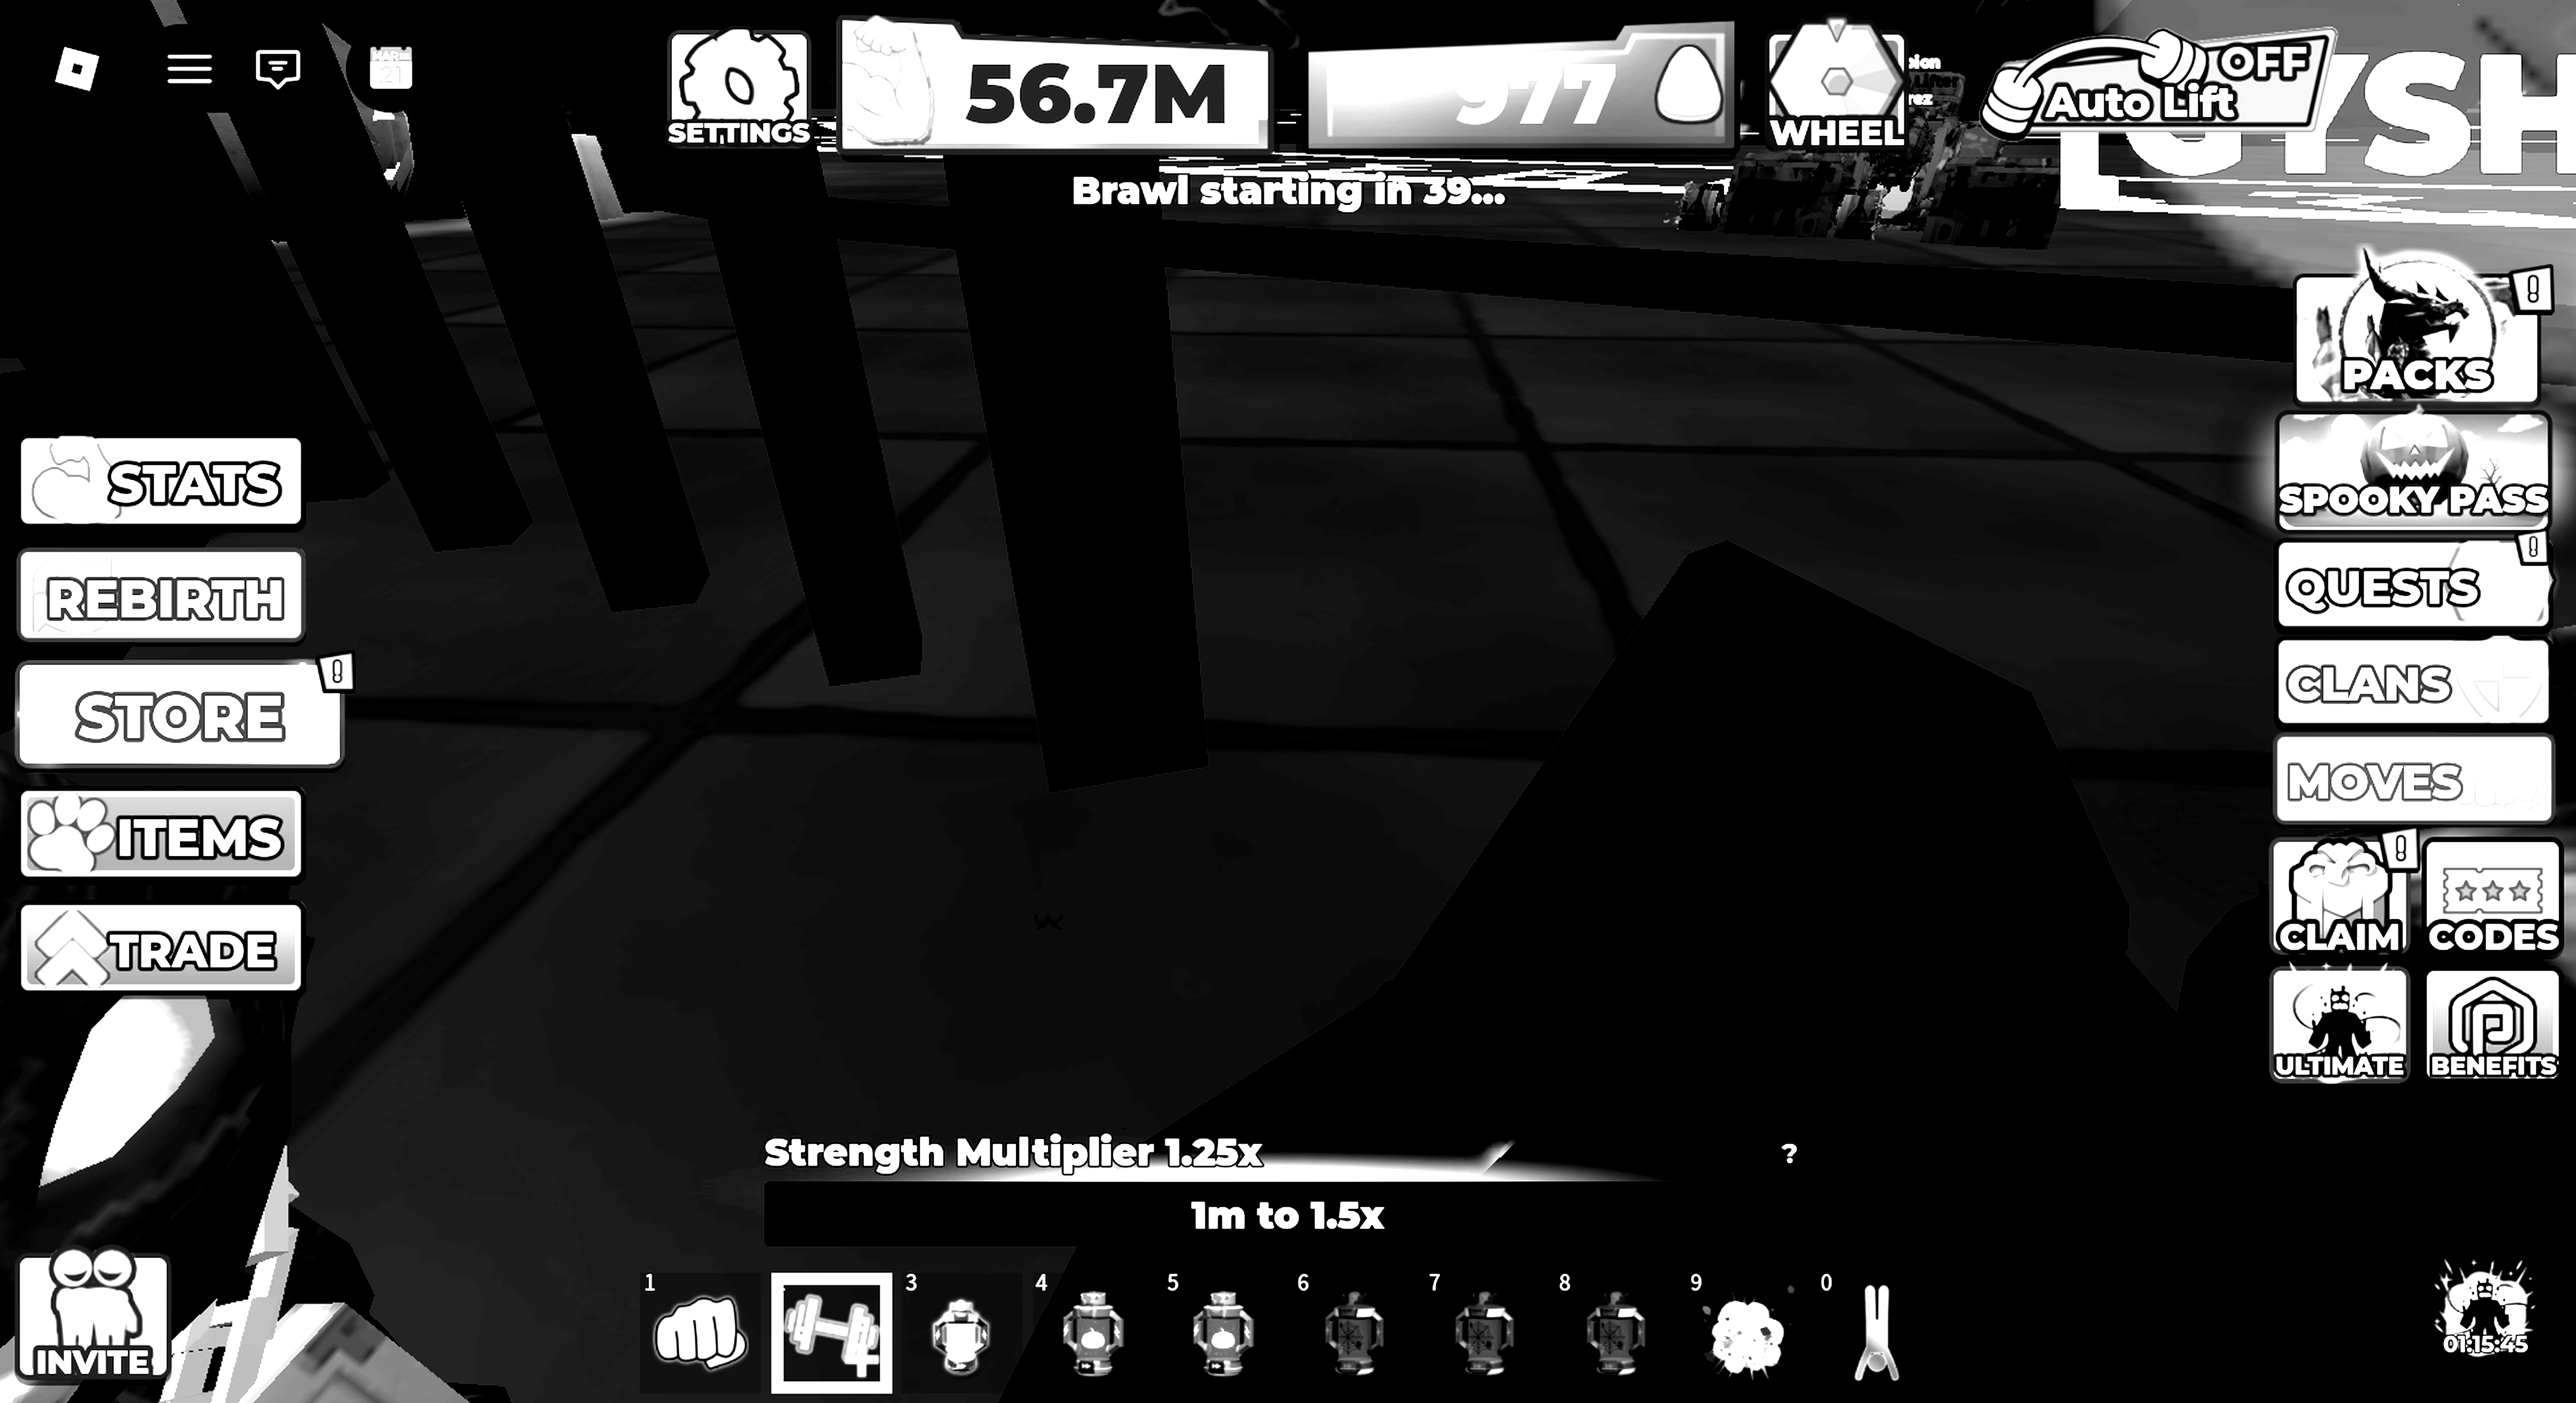 SETTINGS
56.7M
977
WHEEL
OFF
Auto Lift
Brawl starting in 39...
PACKS
STATS
SPOOKY PASS
REBIRTH
QUESTS
STORE
CLANS
MOVES
ITEMS
CLAIM
CODES
TRADE
ULTIMATE
BENEFITS
Strength Multiplier 1.25x
?
1m to 1.5x
INVITE
1
3
4
5
6
7
8
9
0
01:15:45